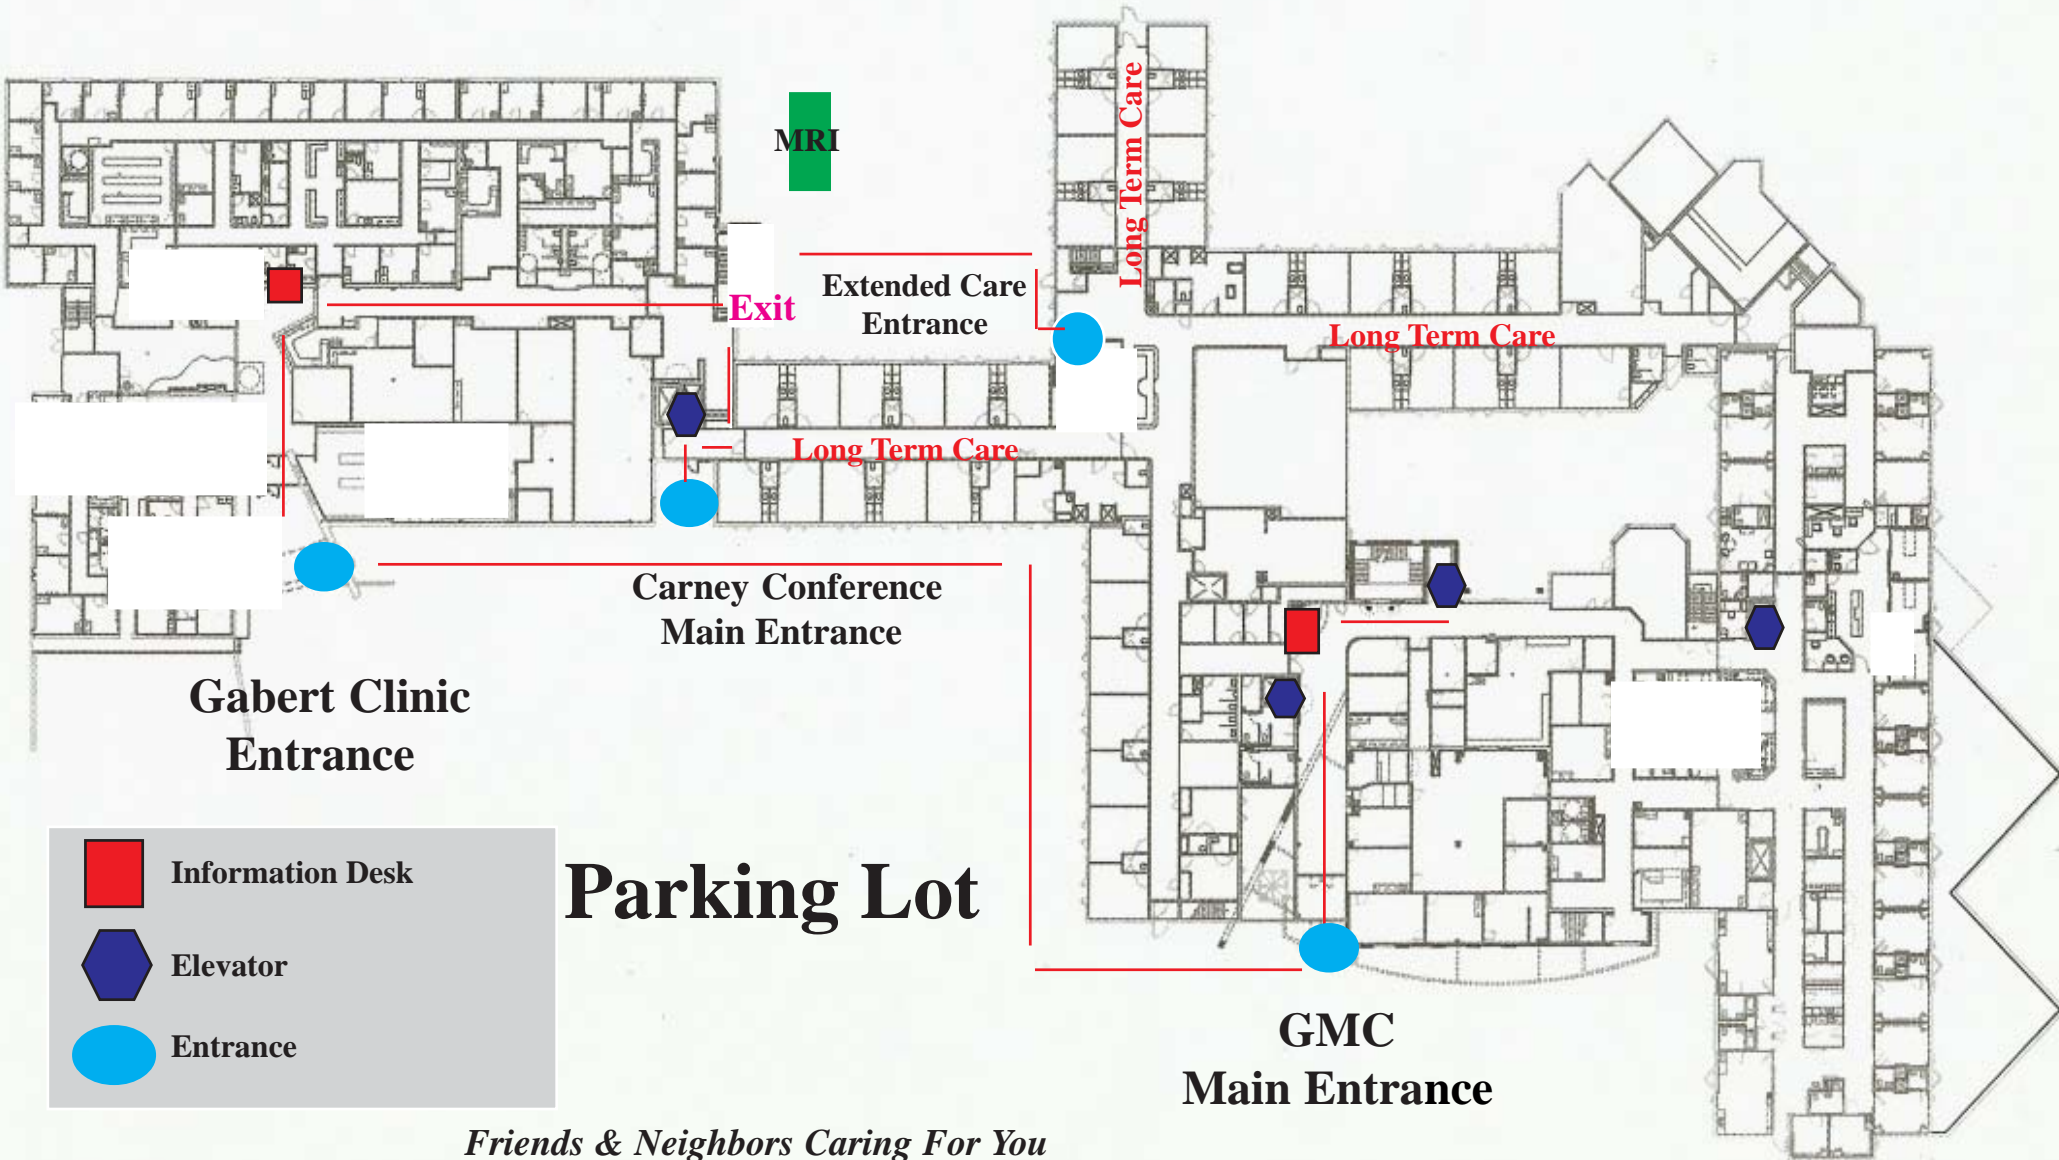 MRI
Long Term Care
Extended Care
Entrance
Exit
Long Term Care
Long Term Care
Carney Conference
Main Entrance
Gabert Clinic
Entrance
Information Desk
Parking Lot
Elevator
Entrance
GMC
Main Entrance
Friends & Neighbors Caring For You